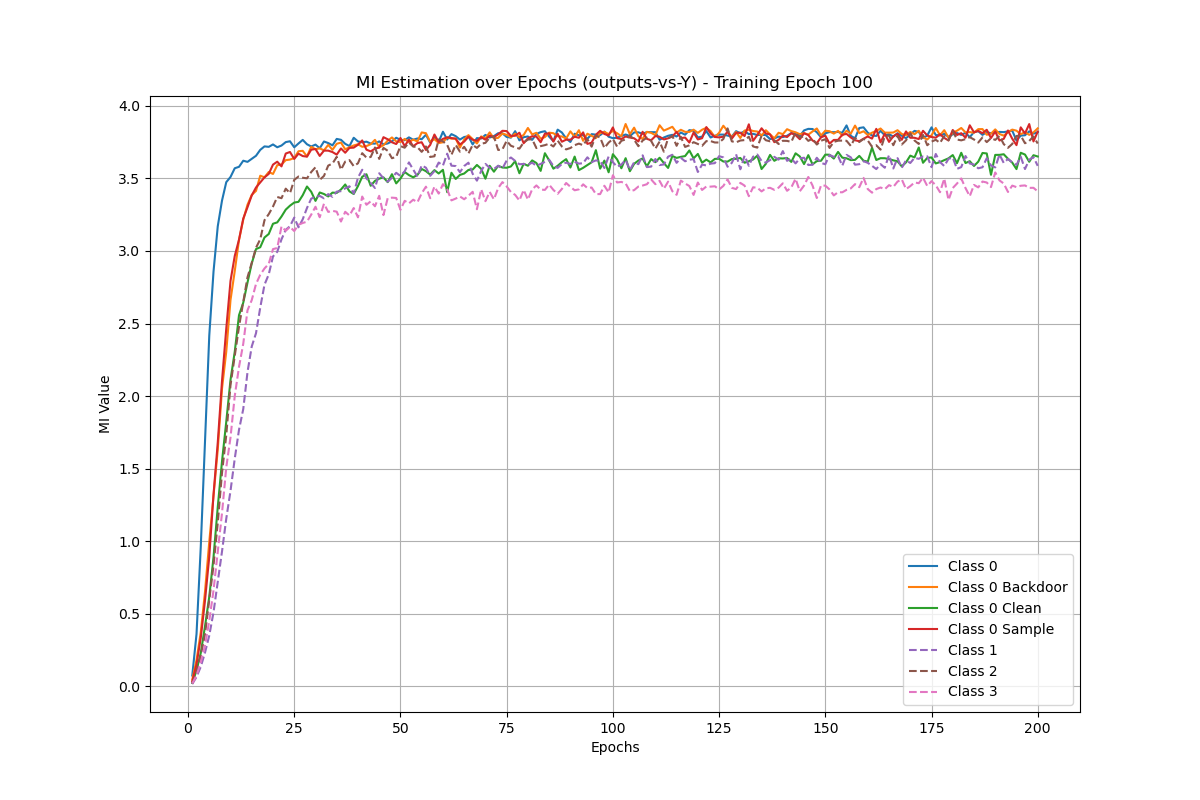 MI Estimation over Epochs (outputs-vs-Y) - Training Epoch 100
4.0
3.5
3.0
2.5
2.0
1.5
1.0
0.5
0.0
MI Value
0 25 50 75 100 125 150 175 200
Epochs
Class 0
Class 0 Backdoor
Class 0 Clean
Class 0 Sample
Class 1
Class 2
Class 3